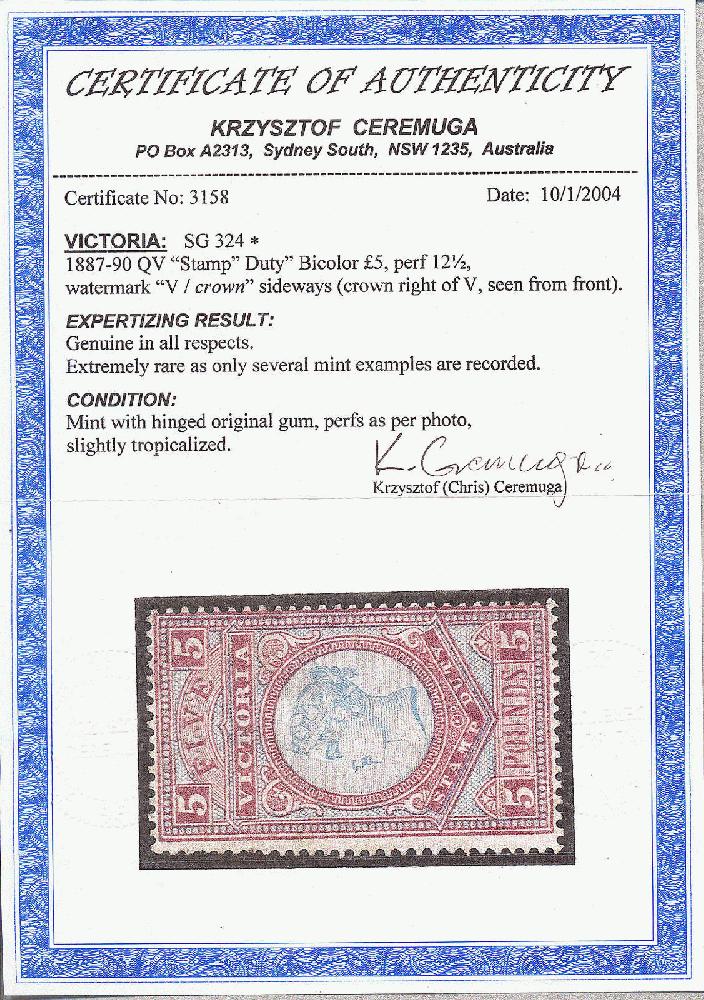 CERTIFICATE OF AUTHENTICITY
KRZYSZTOF CEREMUGA
PO Box A2313, Sydney South, NSW 1235, Australia
Certificate No: 3158 Date: 10/1/2004
VICTORIA: SG 324 *
1887-90 QV “Stamp” Duty” Bicolor £5, perf 12½,
watermark “V / crown” sideways (crown right of V, seen from front).
EXPERTIZING RESULT:
Genuine in all respects.
Extremely rare as only several mint examples are recorded.
CONDITION:
Mint with hinged original gum, perfs as per photo,
slightly tropicalized.
K. Ceremuga
Krzysztof (Chris) Ceremuga
5 FIVE 5
VICTORIA
STAMP DUTY
5 POUNDS 5